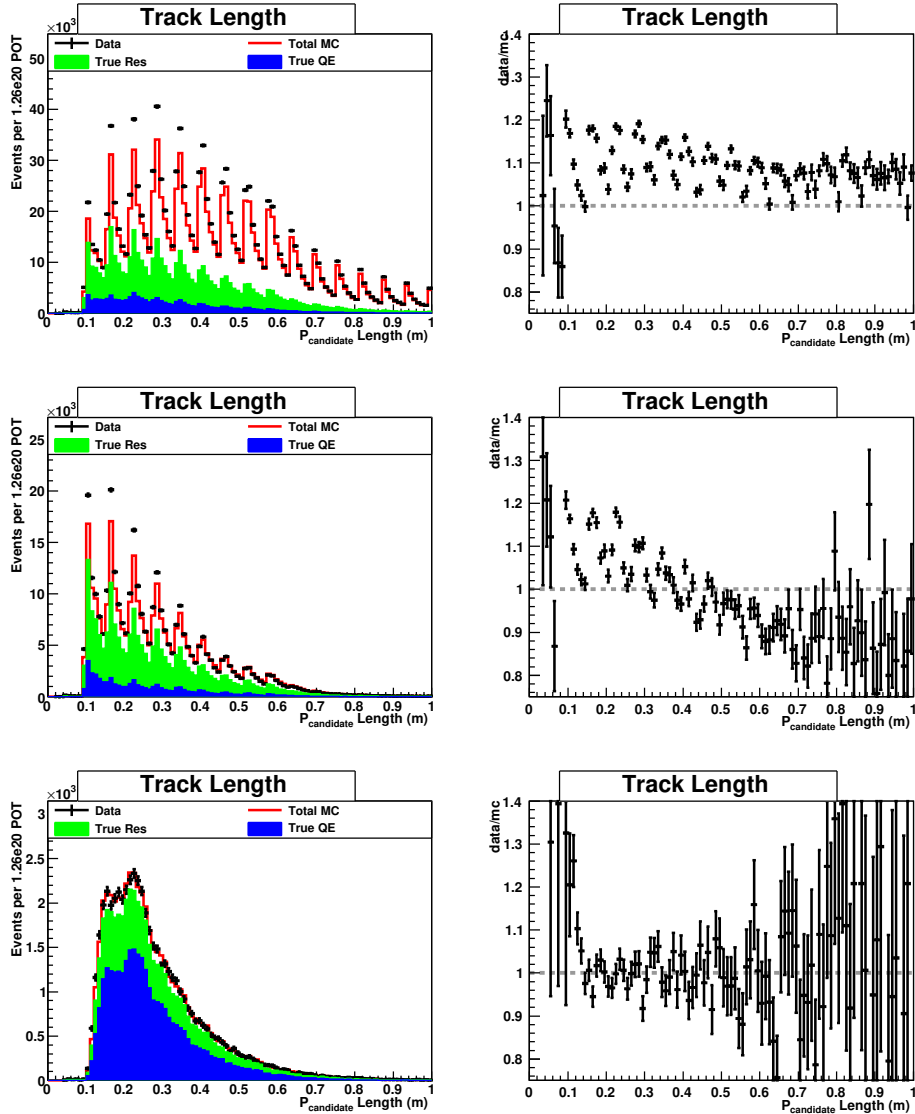 Track Length
×10³
Data
Total MC
True Res
True QE
Events per 1.26e20 POT
50
40
30
20
10
0
0 0.1 0.2 0.3 0.4 0.5 0.6 0.7 0.8 0.9 1
P_candidate Length (m)
Track Length
data/mc
1.4
1.3
1.2
1.1
1
0.9
0.8
0 0.1 0.2 0.3 0.4 0.5 0.6 0.7 0.8 0.9 1
P_candidate Length (m)
Track Length
×10³
Data
Total MC
True Res
True QE
Events per 1.26e20 POT
25
20
15
10
5
0
0 0.1 0.2 0.3 0.4 0.5 0.6 0.7 0.8 0.9 1
P_candidate Length (m)
Track Length
data/mc
1.4
1.3
1.2
1.1
1
0.9
0.8
0 0.1 0.2 0.3 0.4 0.5 0.6 0.7 0.8 0.9 1
P_candidate Length (m)
Track Length
×10³
Data
Total MC
True Res
True QE
Events per 1.26e20 POT
3
2.5
2
1.5
1
0.5
0
0 0.1 0.2 0.3 0.4 0.5 0.6 0.7 0.8 0.9 1
P_candidate Length (m)
Track Length
data/mc
1.4
1.3
1.2
1.1
1
0.9
0.8
0 0.1 0.2 0.3 0.4 0.5 0.6 0.7 0.8 0.9 1
P_candidate Length (m)